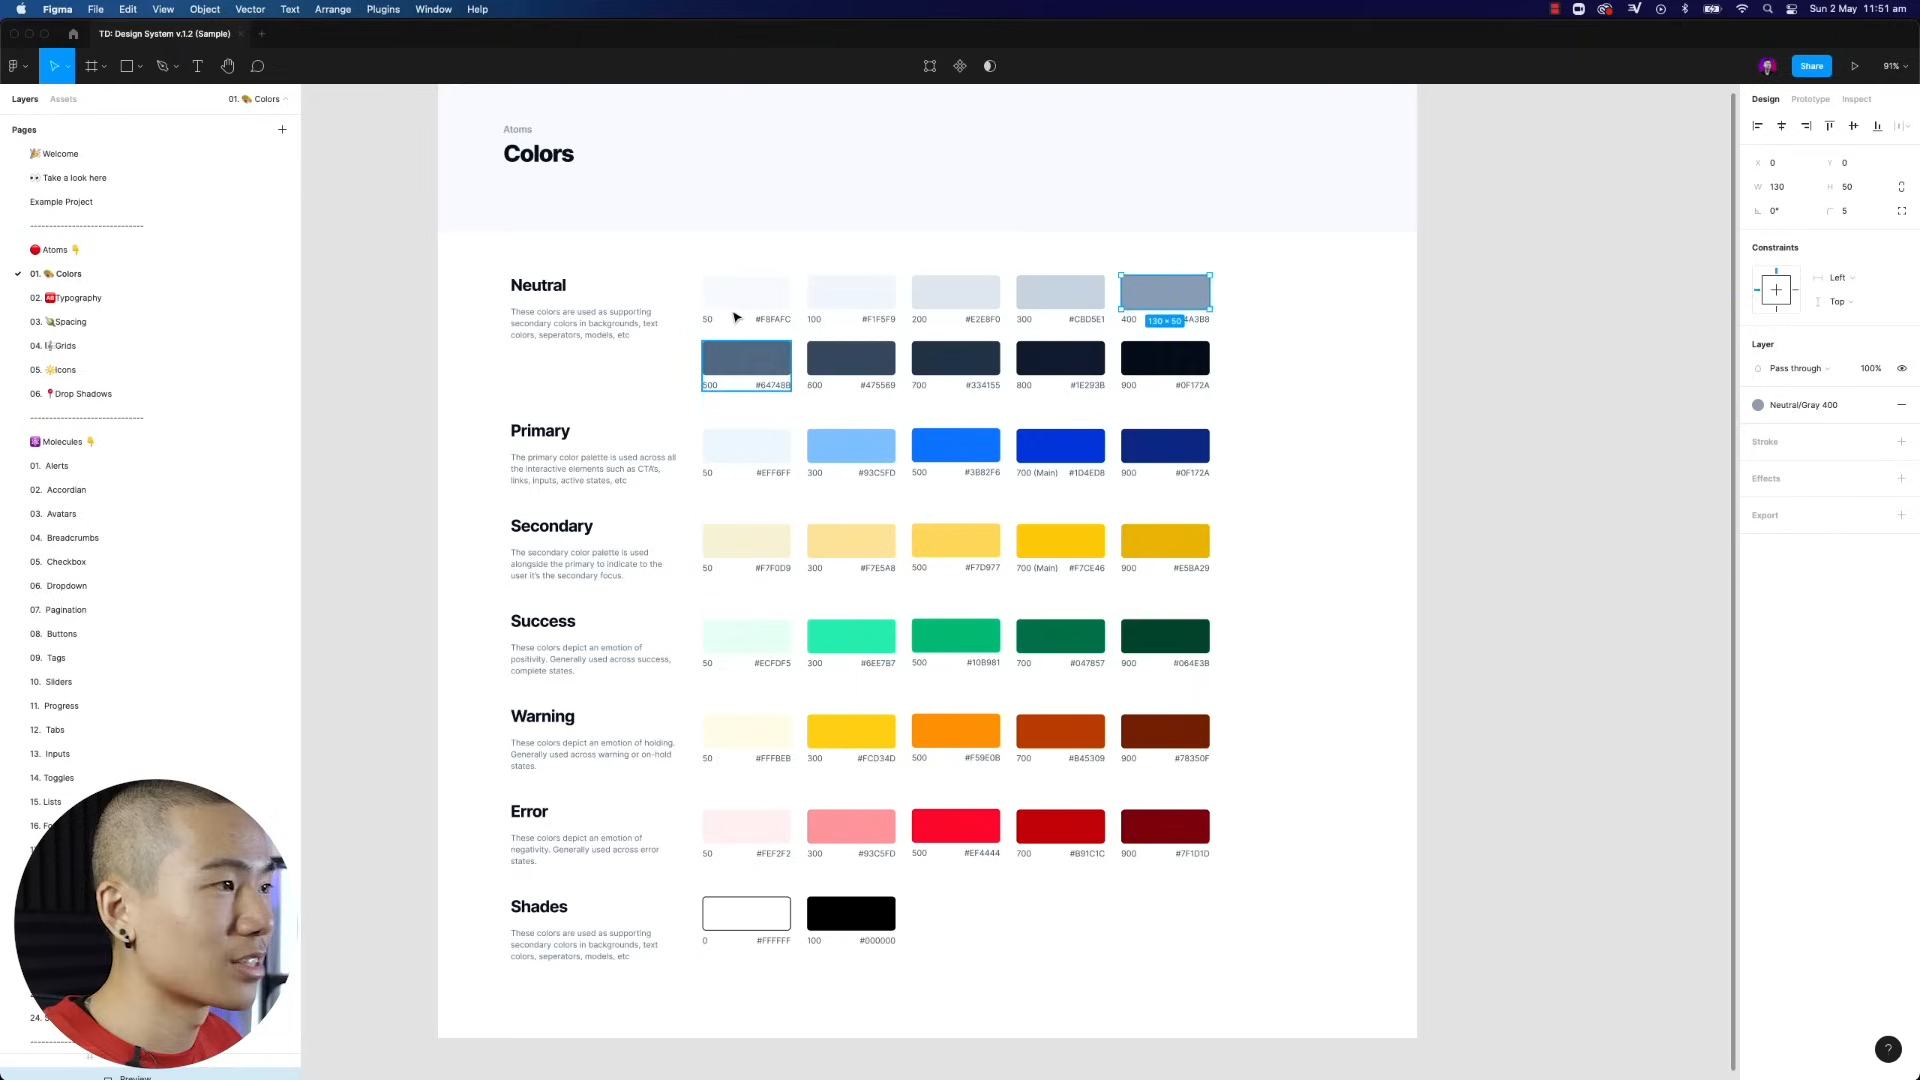 Figma File Edit View Object Vector Text Arrange Plugins Window Help
Sun 2 May 11:51 am
TD: Design System v.1.2 (Sample)
Share
91%
Layers Assets
01. Colors
Pages
Welcome
Take a look here
Example Project
------------------------------
Atoms
01. Colors
02. Typography
03. Spacing
04. Grids
05. Icons
06. Drop Shadows
------------------------------
Molecules
01. Alerts
02. Accordian
03. Avatars
04. Breadcrumbs
05. Checkbox
06. Dropdown
07. Pagination
08. Buttons
09. Tags
10. Sliders
11. Progress
12. Tabs
13. Inputs
14. Toggles
15. Lists
16.
24.
Atoms
Colors
Neutral
These colors are used as supporting
secondary colors in backgrounds, text
colors, seperators, models, etc
50 #F8FAFC 100 #F1F5F9 200 #E2E8F0 300 #CBD5E1 400 4A3B8
130 × 50
500 #64748B 600 #475569 700 #334155 800 #1E293B 900 #0F172A
Primary
The primary color palette is used across all
the interactive elements such as CTA's,
links, inputs, active states, etc
50 #EFF6FF 300 #93C5FD 500 #3B82F6 700 (Main) #1D4ED8 900 #0F172A
Secondary
The secondary color palette is used
alongside the primary to indicate to the
user it's the secondary focus.
50 #F7F0D9 300 #F7E5A8 500 #F7D977 700 (Main) #F7CE46 900 #E5BA29
Success
These colors depict an emotion of
positivity. Generally used across success,
complete states.
50 #ECFDF5 300 #6EE7B7 500 #10B981 700 #047857 900 #064E3B
Warning
These colors depict an emotion of holding.
Generally used across warning or on-hold
states.
50 #FFFBEB 300 #FCD34D 500 #F59E0B 700 #B45309 900 #78350F
Error
These colors depict an emotion of
negativity. Generally used across error
states.
50 #FEF2F2 300 #93C5FD 500 #EF4444 700 #B91C1C 900 #7F1D1D
Shades
These colors are used as supporting
secondary colors in backgrounds, text
colors, seperators, models, etc
0 #FFFFFF 100 #000000
Design Prototype Inspect
X 0 Y 0
W 130 H 50
0° 5
Constraints
Left
Top
Layer
Pass through 100%
Neutral/Gray 400
Stroke
Effects
Export
?